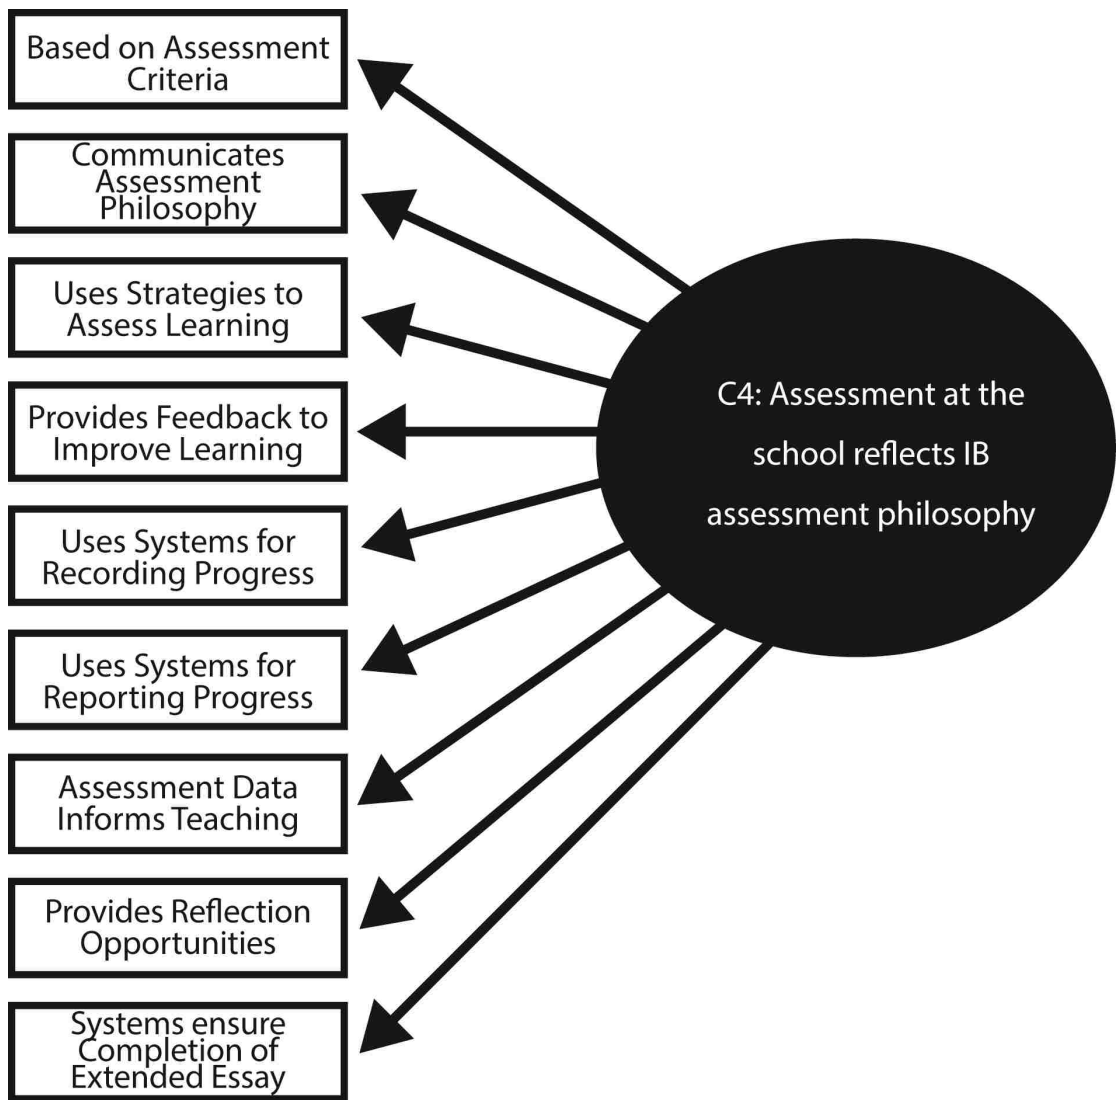 Based on Assessment
Criteria
Communicates
Assessment
Philosophy
Uses Strategies to
Assess Learning
Provides Feedback to
Improve Learning
Uses Systems for
Recording Progress
Uses Systems for
Reporting Progress
Assessment Data
Informs Teaching
Provides Reflection
Opportunities
Systems ensure
Completion of
Extended Essay
C4: Assessment at the
school reflects IB
assessment philosophy